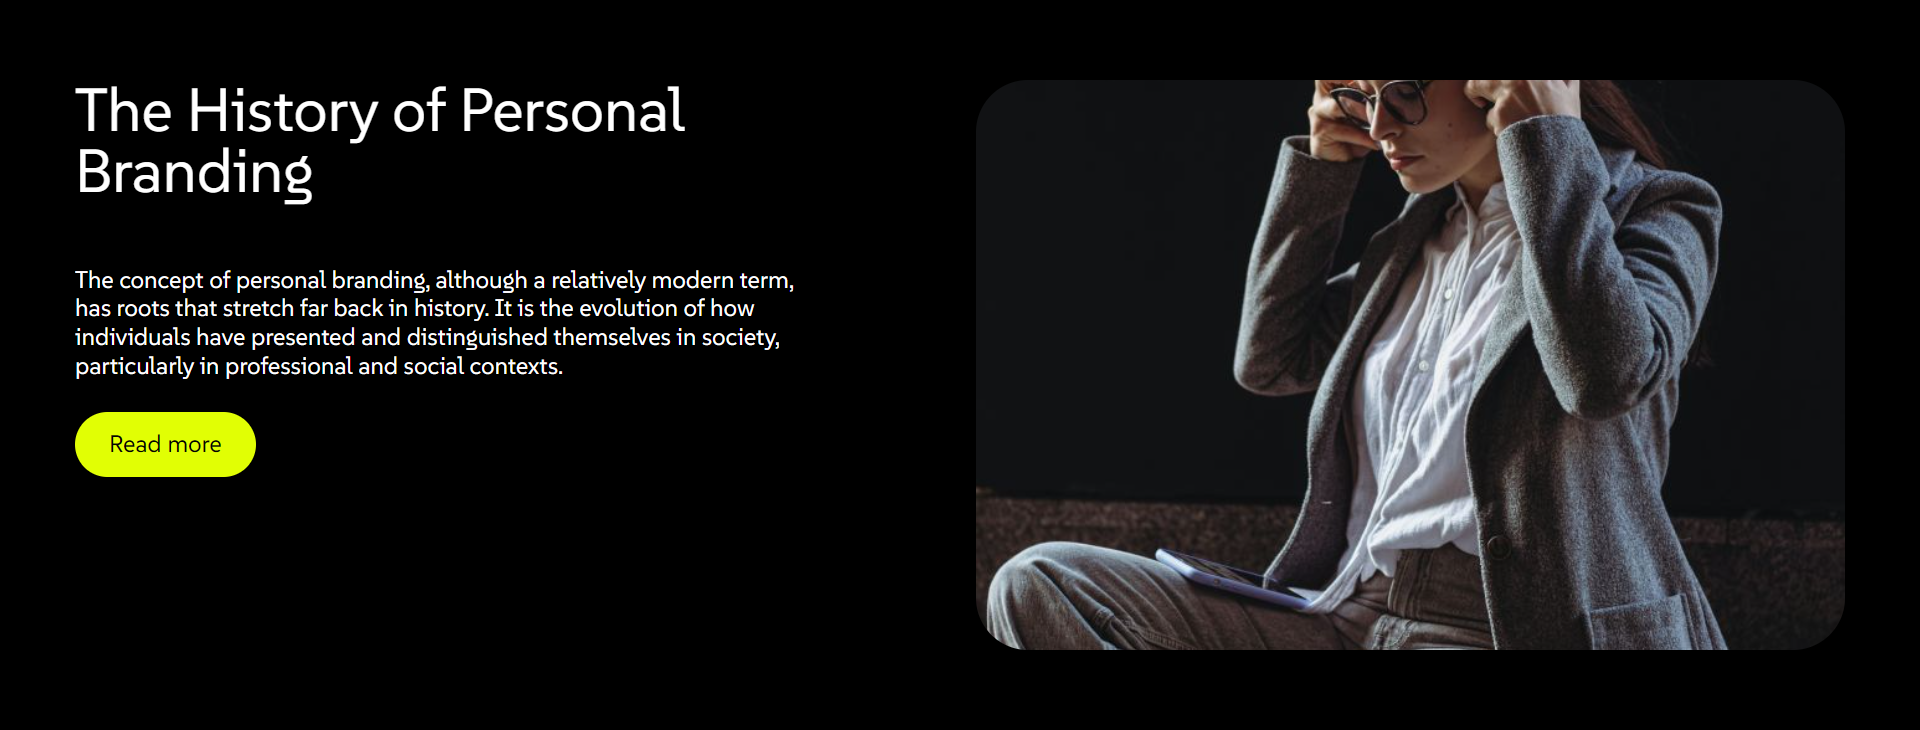 The History of Personal
Branding
The concept of personal branding, although a relatively modern term,
has roots that stretch far back in history. It is the evolution of how
individuals have presented and distinguished themselves in society,
particularly in professional and social contexts.
Read more